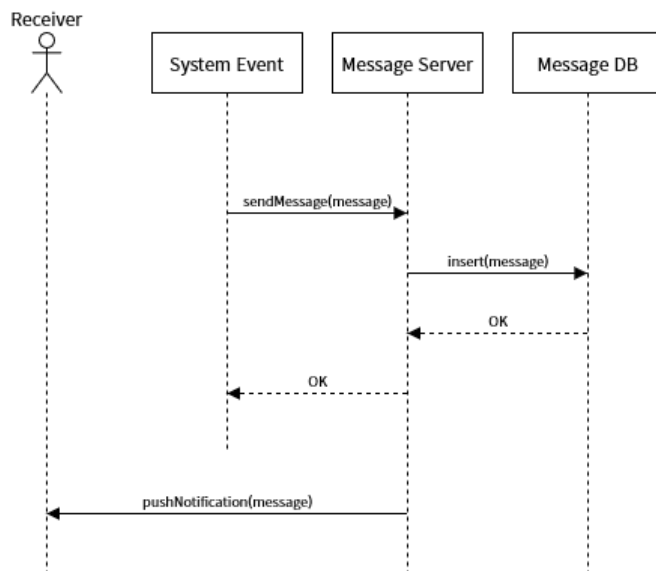 Receiver
System Event
Message Server
Message DB
sendMessage(message)
insert(message)
OK
OK
pushNotification(message)